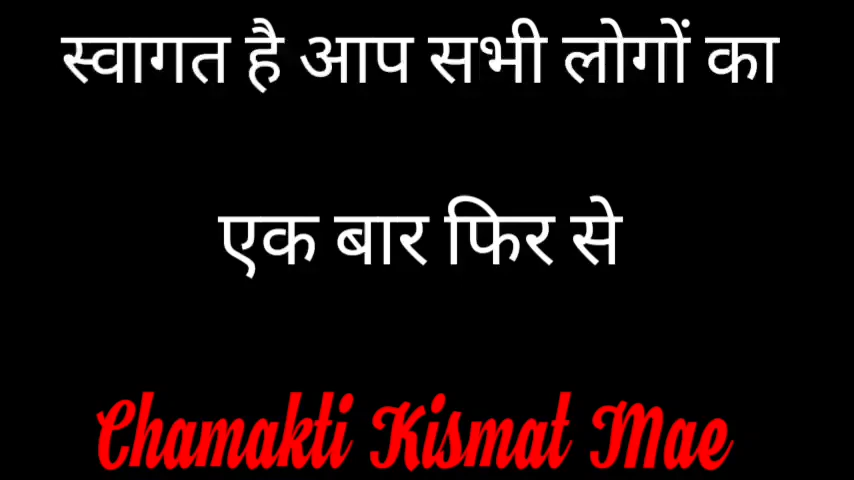 स्वागत है आप सभी लोगों का
एक बार फिर से
Chamakti Kismat Mae